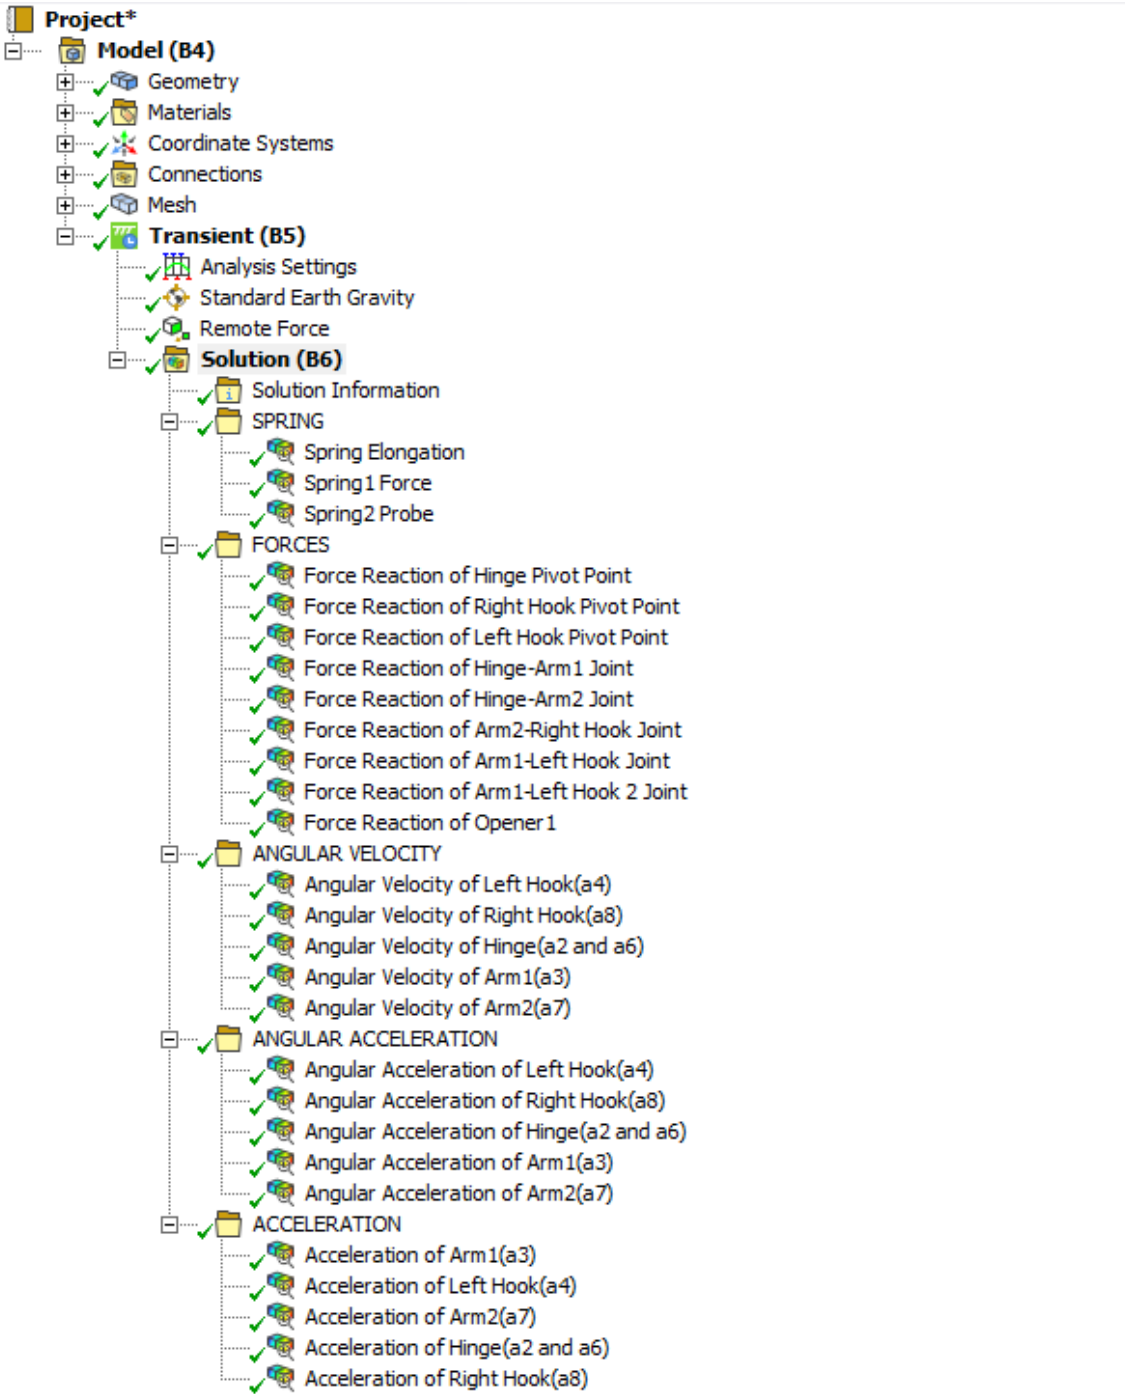 Project*
Model (B4)
Geometry
Materials
Coordinate Systems
Connections
Mesh
Transient (B5)
Analysis Settings
Standard Earth Gravity
Remote Force
Solution (B6)
Solution Information
SPRING
Spring Elongation
Spring1 Force
Spring2 Probe
FORCES
Force Reaction of Hinge Pivot Point
Force Reaction of Right Hook Pivot Point
Force Reaction of Left Hook Pivot Point
Force Reaction of Hinge-Arm1 Joint
Force Reaction of Hinge-Arm2 Joint
Force Reaction of Arm2-Right Hook Joint
Force Reaction of Arm1-Left Hook Joint
Force Reaction of Arm1-Left Hook 2 Joint
Force Reaction of Opener1
ANGULAR VELOCITY
Angular Velocity of Left Hook(a4)
Angular Velocity of Right Hook(a8)
Angular Velocity of Hinge(a2 and a6)
Angular Velocity of Arm1(a3)
Angular Velocity of Arm2(a7)
ANGULAR ACCELERATION
Angular Acceleration of Left Hook(a4)
Angular Acceleration of Right Hook(a8)
Angular Acceleration of Hinge(a2 and a6)
Angular Acceleration of Arm1(a3)
Angular Acceleration of Arm2(a7)
ACCELERATION
Acceleration of Arm1(a3)
Acceleration of Left Hook(a4)
Acceleration of Arm2(a7)
Acceleration of Hinge(a2 and a6)
Acceleration of Right Hook(a8)